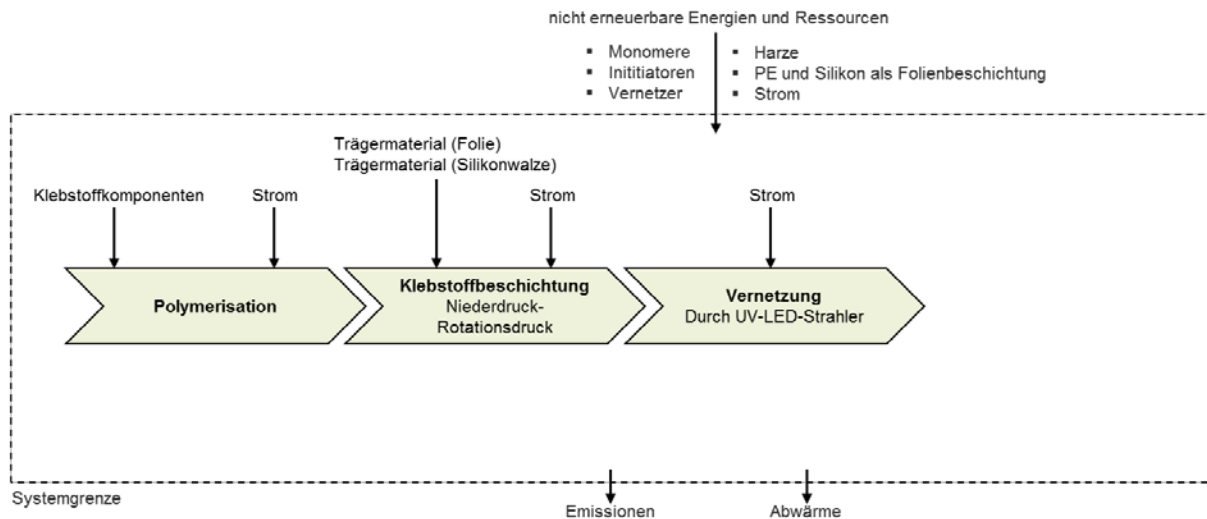 nicht erneuerbare Energien und Ressourcen
▪ Monomere
▪ Inititiatoren
▪ Vernetzer
▪ Harze
▪ PE und Silikon als Folienbeschichtung
▪ Strom
Trägermaterial (Folie)
Trägermaterial (Silikonwalze)
Klebstoffkomponenten
Strom
Strom
Strom
Polymerisation
Klebstoffbeschichtung
Niederdruck-
Rotationsdruck
Vernetzung
Durch UV-LED-Strahler
Systemgrenze
Emissionen
Abwärme